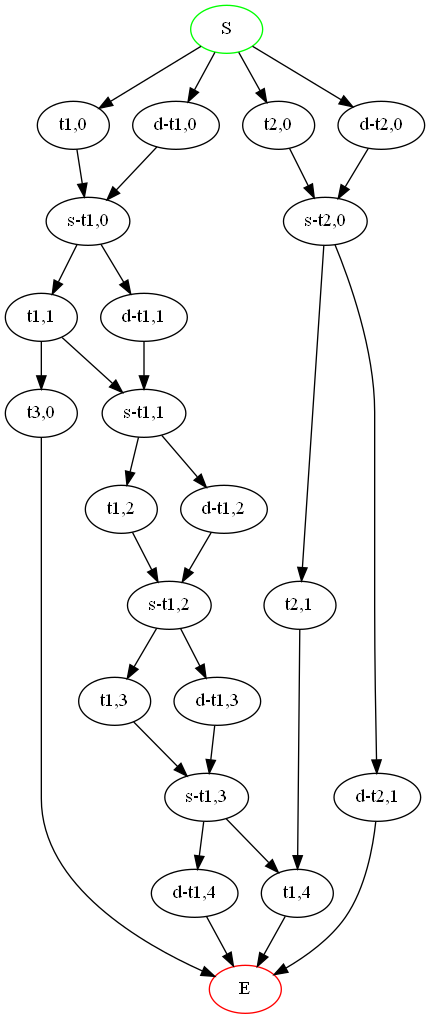 S
t1,0
d-t1,0
t2,0
d-t2,0
s-t1,0
s-t2,0
t1,1
d-t1,1
t3,0
s-t1,1
t1,2
d-t1,2
s-t1,2
t2,1
t1,3
d-t1,3
s-t1,3
d-t2,1
d-t1,4
t1,4
E